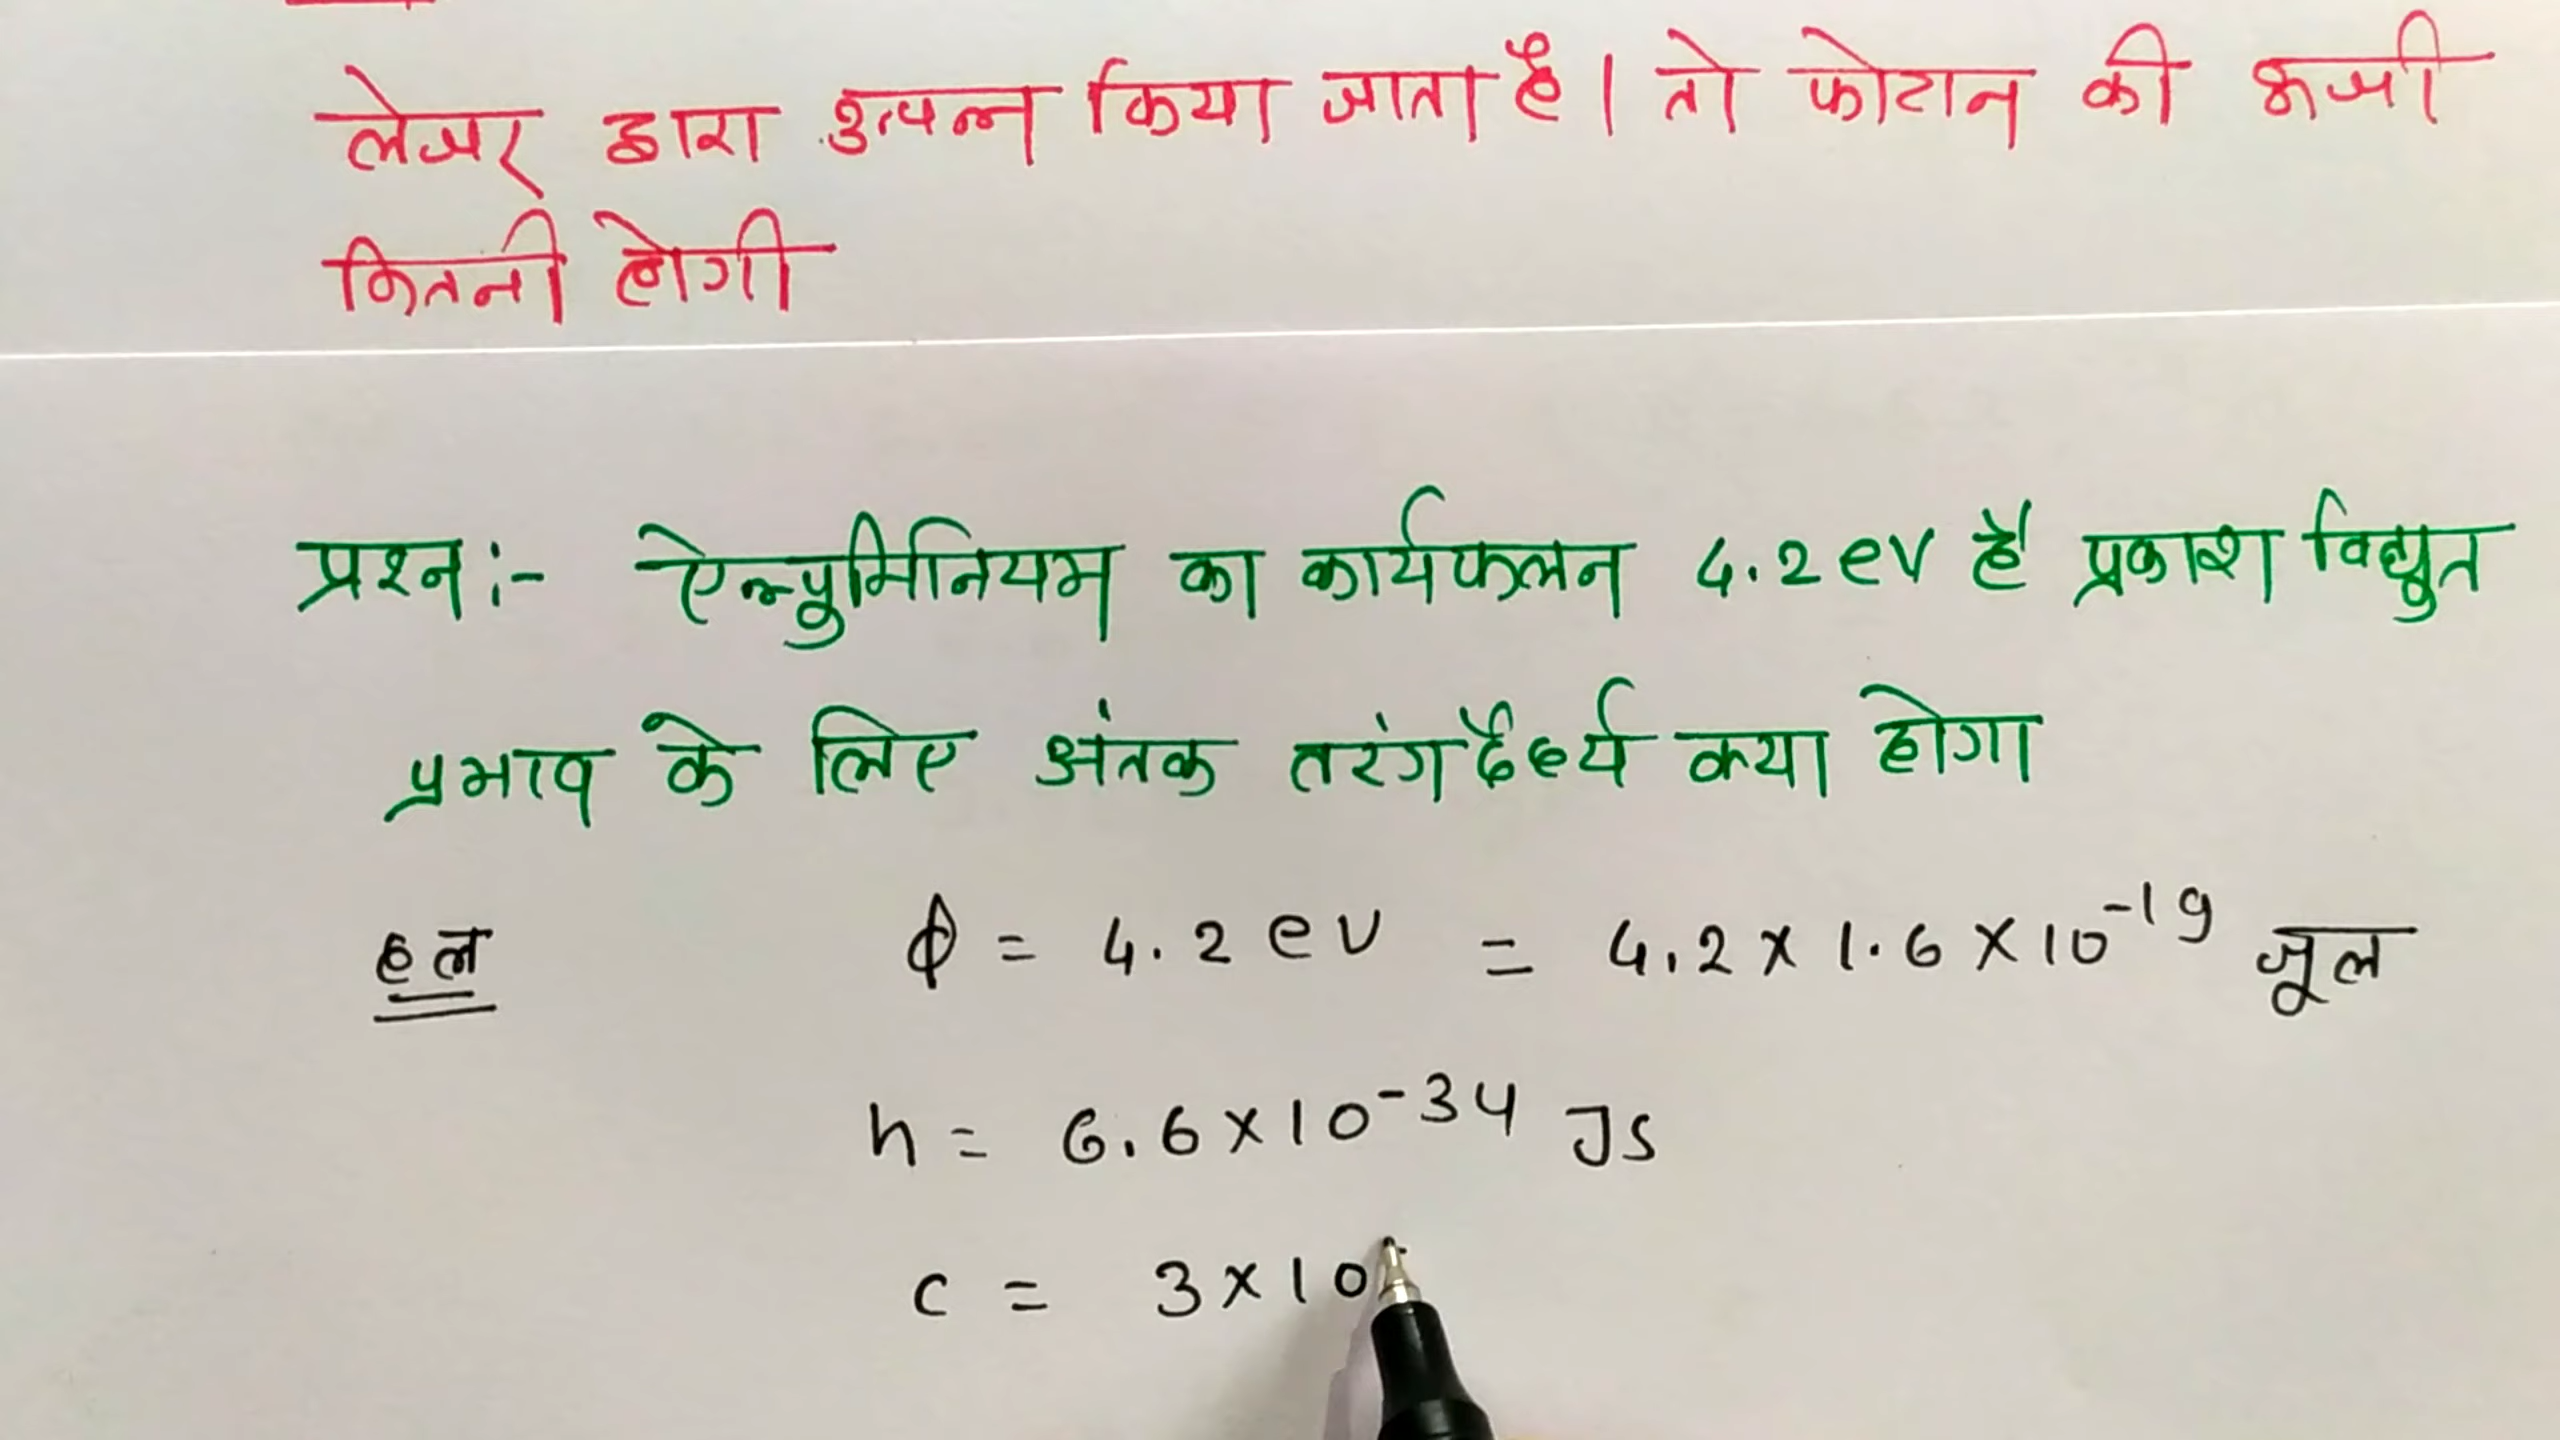 लेजर द्वारा उत्पन्न किया जाता है। तो फोटान की ऊर्जा
कितनी होगी
प्रश्न:- ऐल्युमिनियम का कार्यफलन 4.2 eV है प्रकाश विद्युत
प्रभाव के लिए अंतक तरंगदैर्ध्य क्या होगा
हल ϕ = 4.2 eV = 4.2 × 1.6 × 10⁻¹⁹ जूल
h = 6.6 × 10⁻³⁴ Js
c = 3 × 10